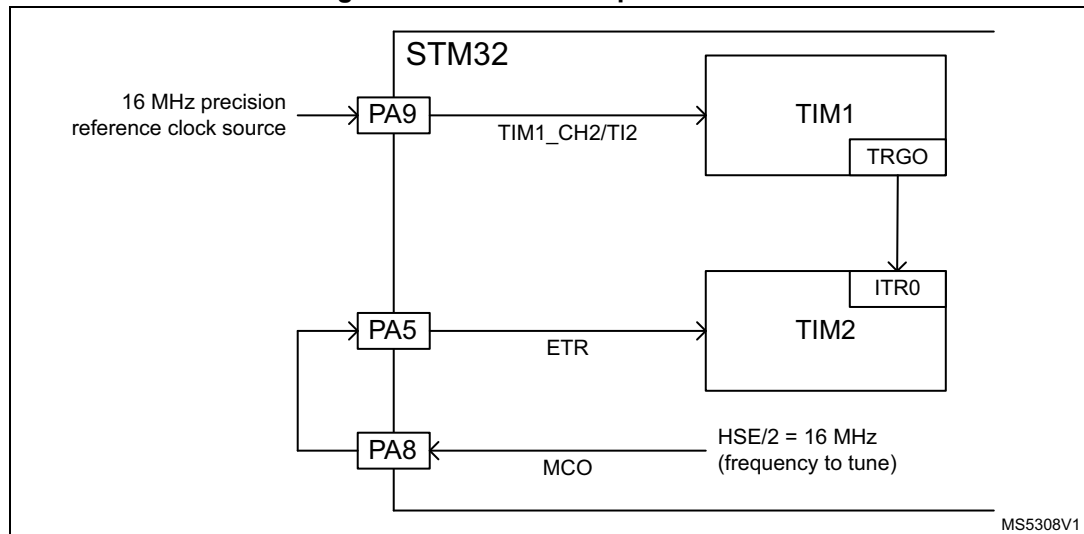 STM32
16 MHz precision
reference clock source
PA9
TIM1_CH2/TI2
TIM1
TRGO
ITR0
PA5
ETR
TIM2
PA8
MCO
HSE/2 = 16 MHz
(frequency to tune)
MS5308V1